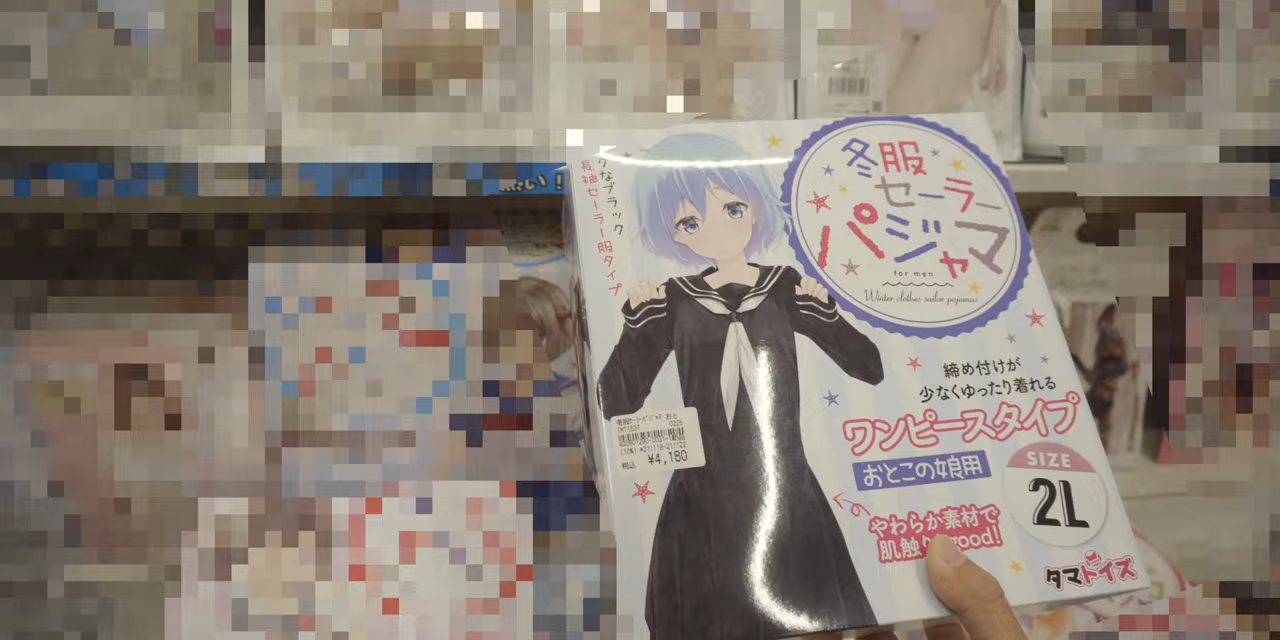 無い!
クなブラック
長袖セーラー服タイプ
冬服
セーラー
パジャマ
for men
Winter clothes sailor pajamas
締め付けが
少なくゆったり着れる
ワンピースタイプ
おとこの娘用
SIZE
2L
やわらか素材で
肌触り good!
タマトイズ
TMT1537 0225
税込 ¥4,180